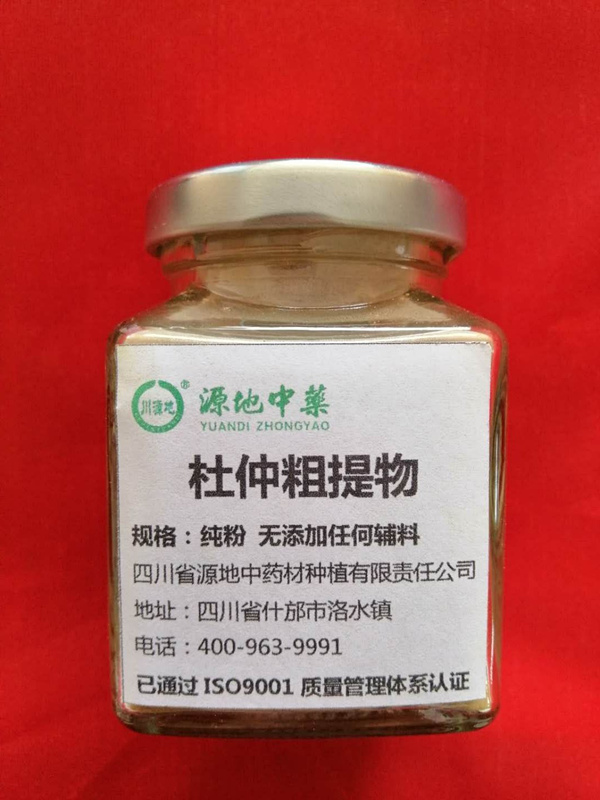 川源地®
源地中薬
YUANDI ZHONGYAO
杜仲粗提物
规格：纯粉 无添加任何辅料
四川省源地中药材种植有限责任公司
地址：四川省什邡市洛水镇
电话：400-963-9991
已通过 ISO9001 质量管理体系认证